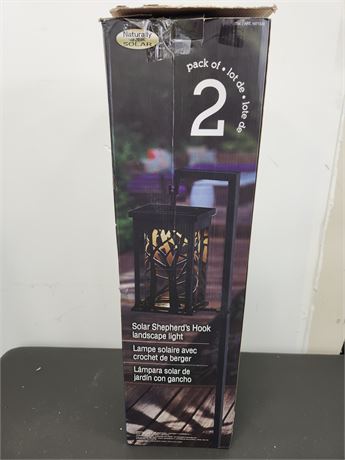 Naturally
SOLAR
pack of • lot de • lote de
2
Solar Shepherd's Hook
landscape light
Lampe solaire avec
crochet de berger
Lámpara solar de
jardín con gancho